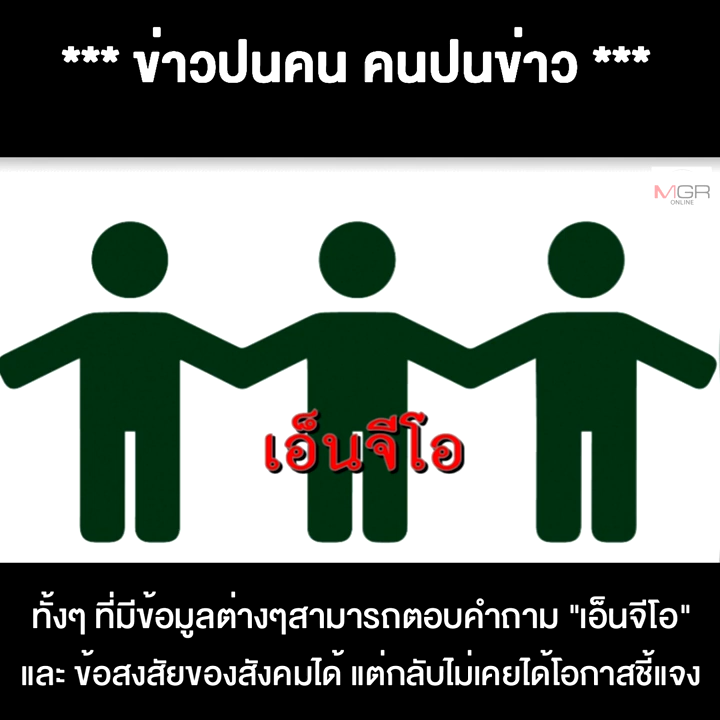 *** ข่าวปนคน คนปนข่าว ***
MGR
ONLINE
เอ็นจีโอ
ทั้งๆ ที่มีข้อมูลต่างๆสามารถตอบคำถาม "เอ็นจีโอ"
และ ข้อสงสัยของสังคมได้ แต่กลับไม่เคยได้โอกาสชี้แจง